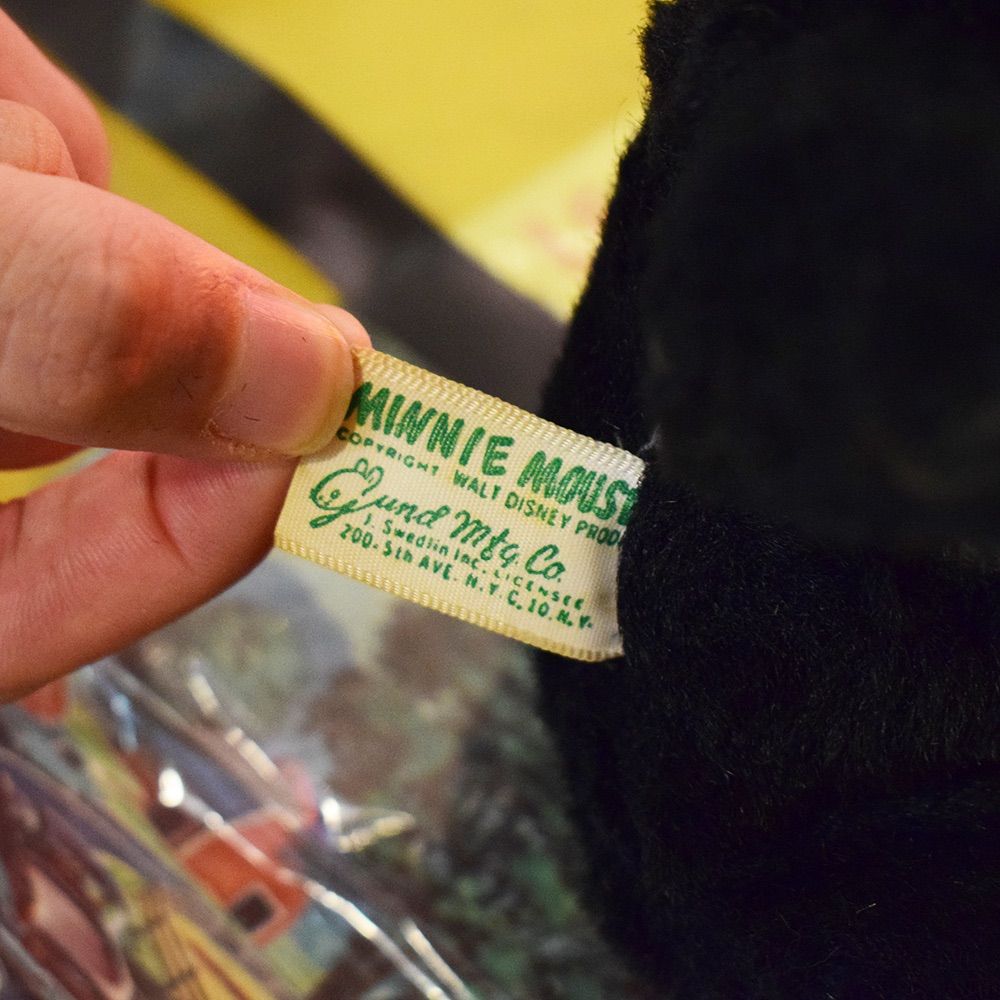 MINNIE MOUS
COPYRIGHT WALT DISNEY PROD
Gund Mfg. Co.
J. Swedlin Inc. LICENSEE
200-5th AVE. N.Y.C. 10. N.Y.